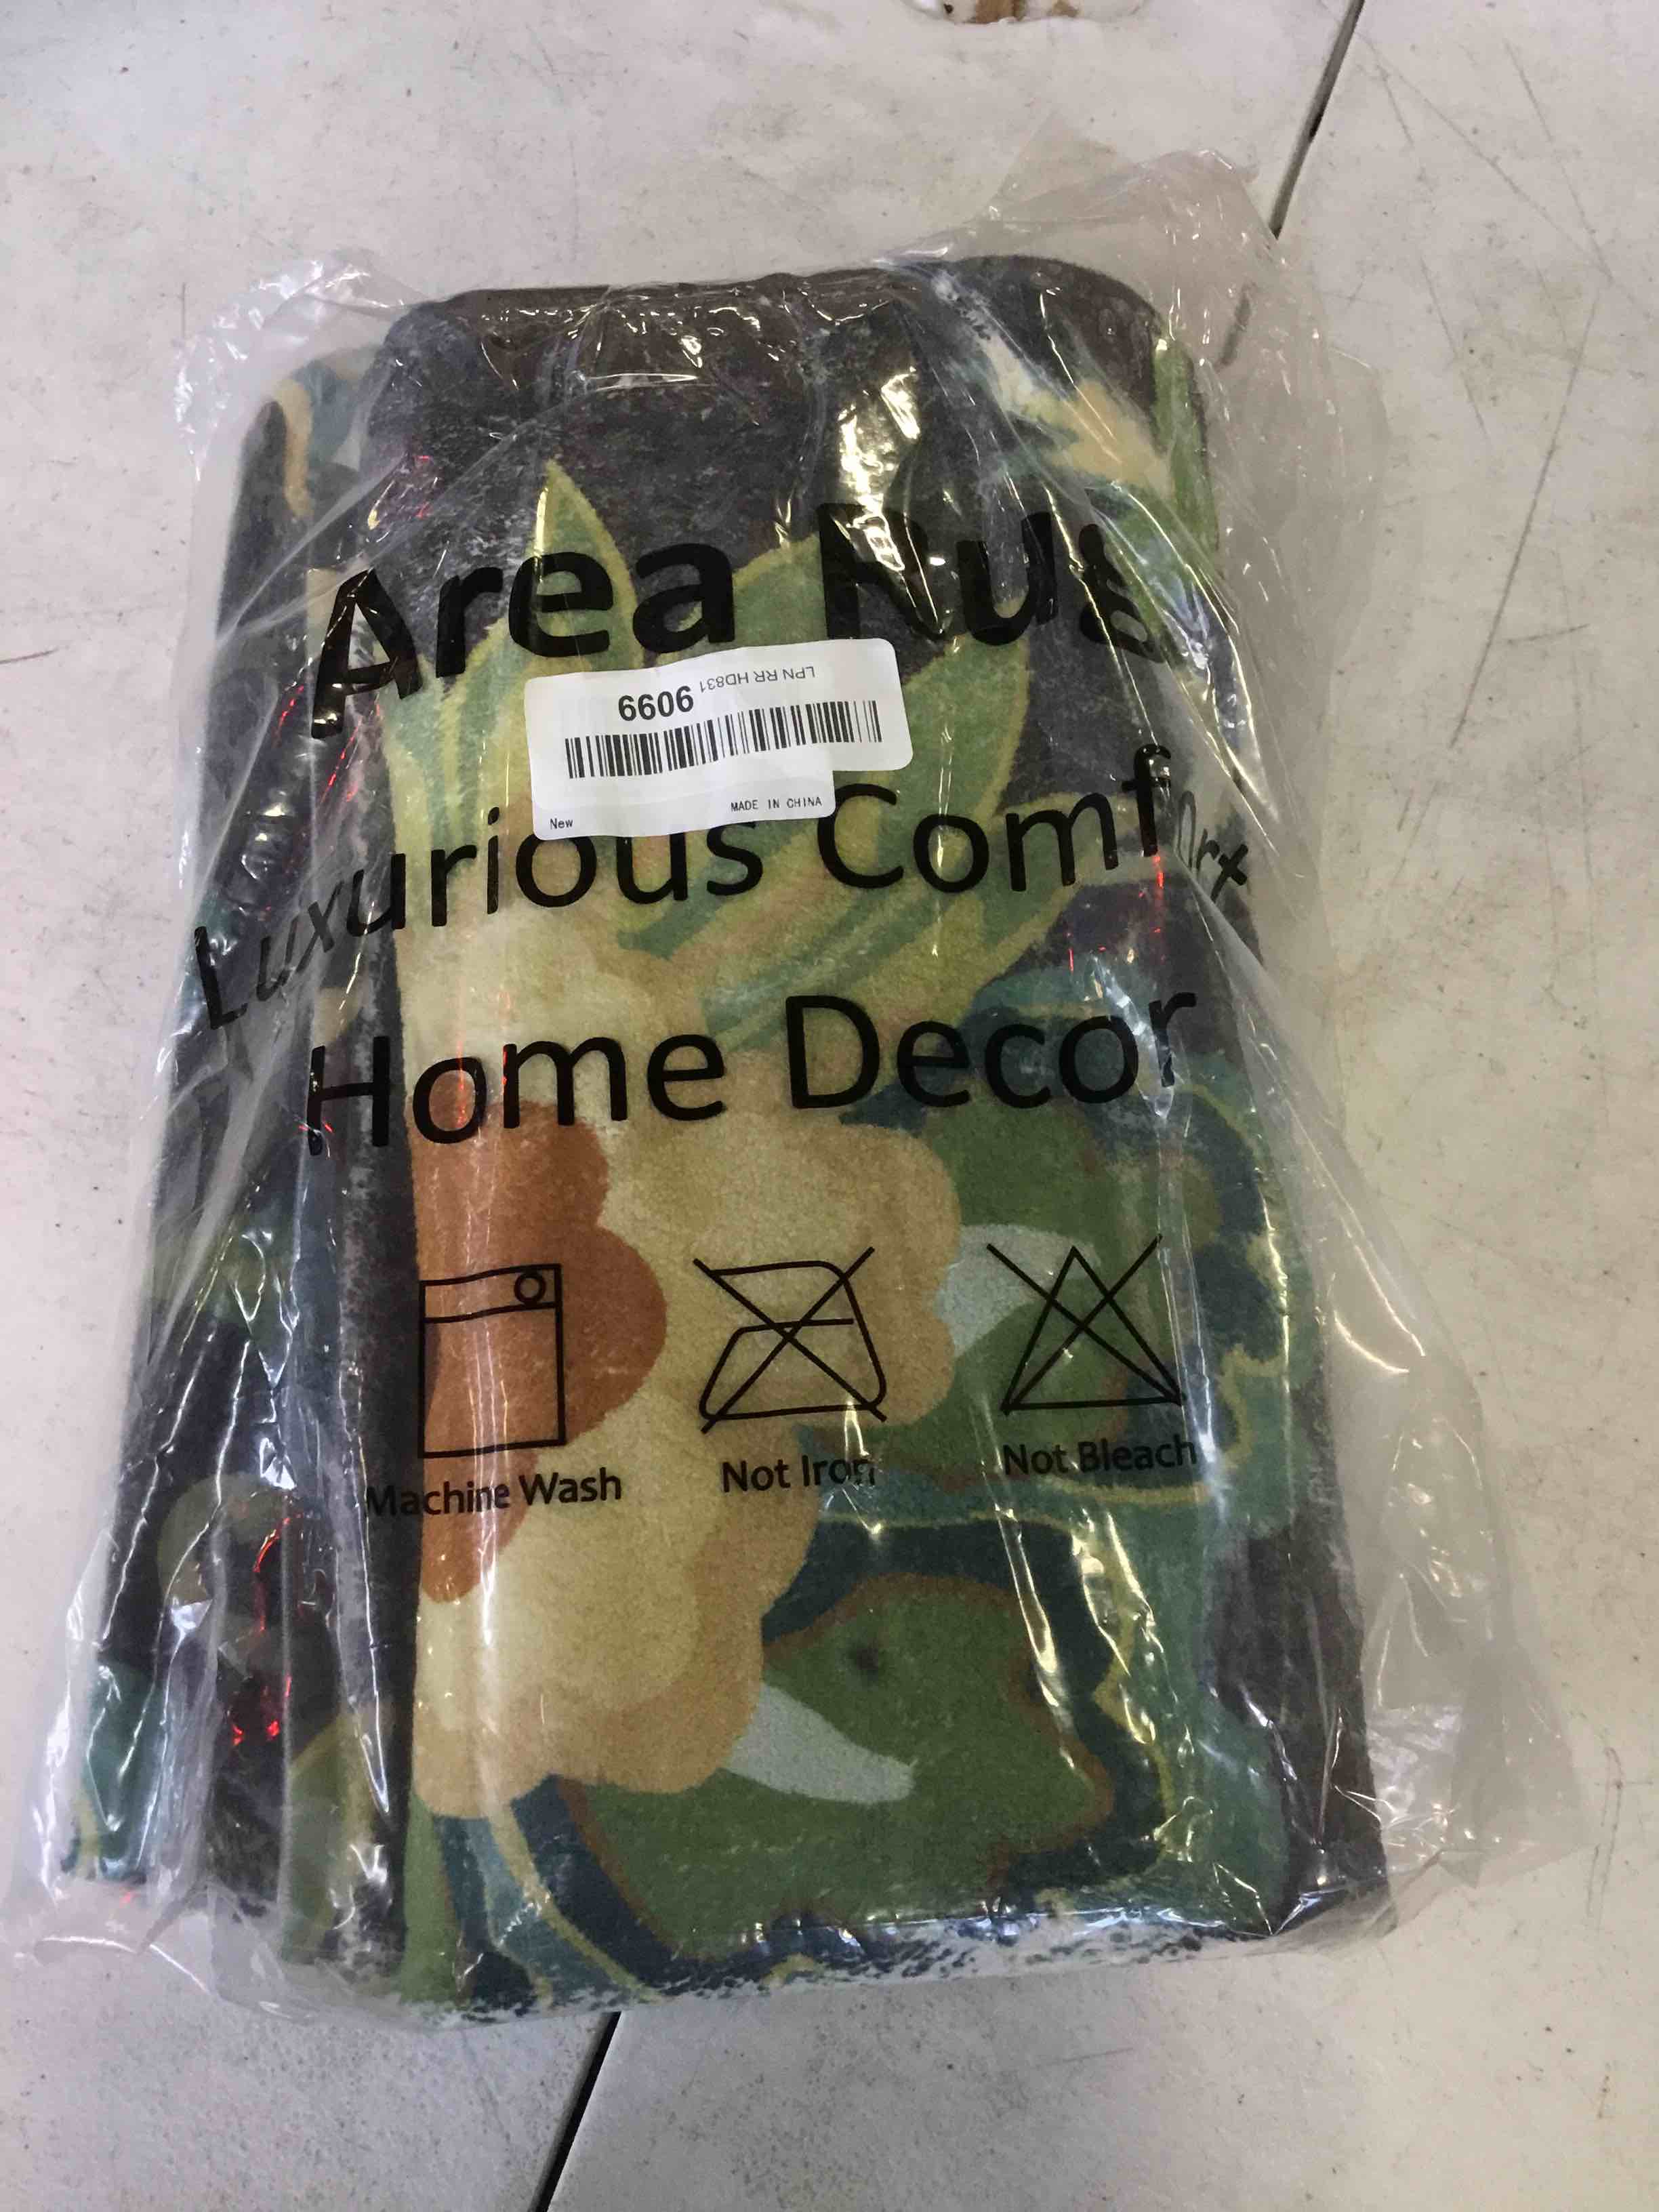 Area Rug
LPN RR HD831 9099
MADE IN CHINA
New
Luxurious Comfort
Home Decor
Machine Wash
Not Iron
Not Bleach